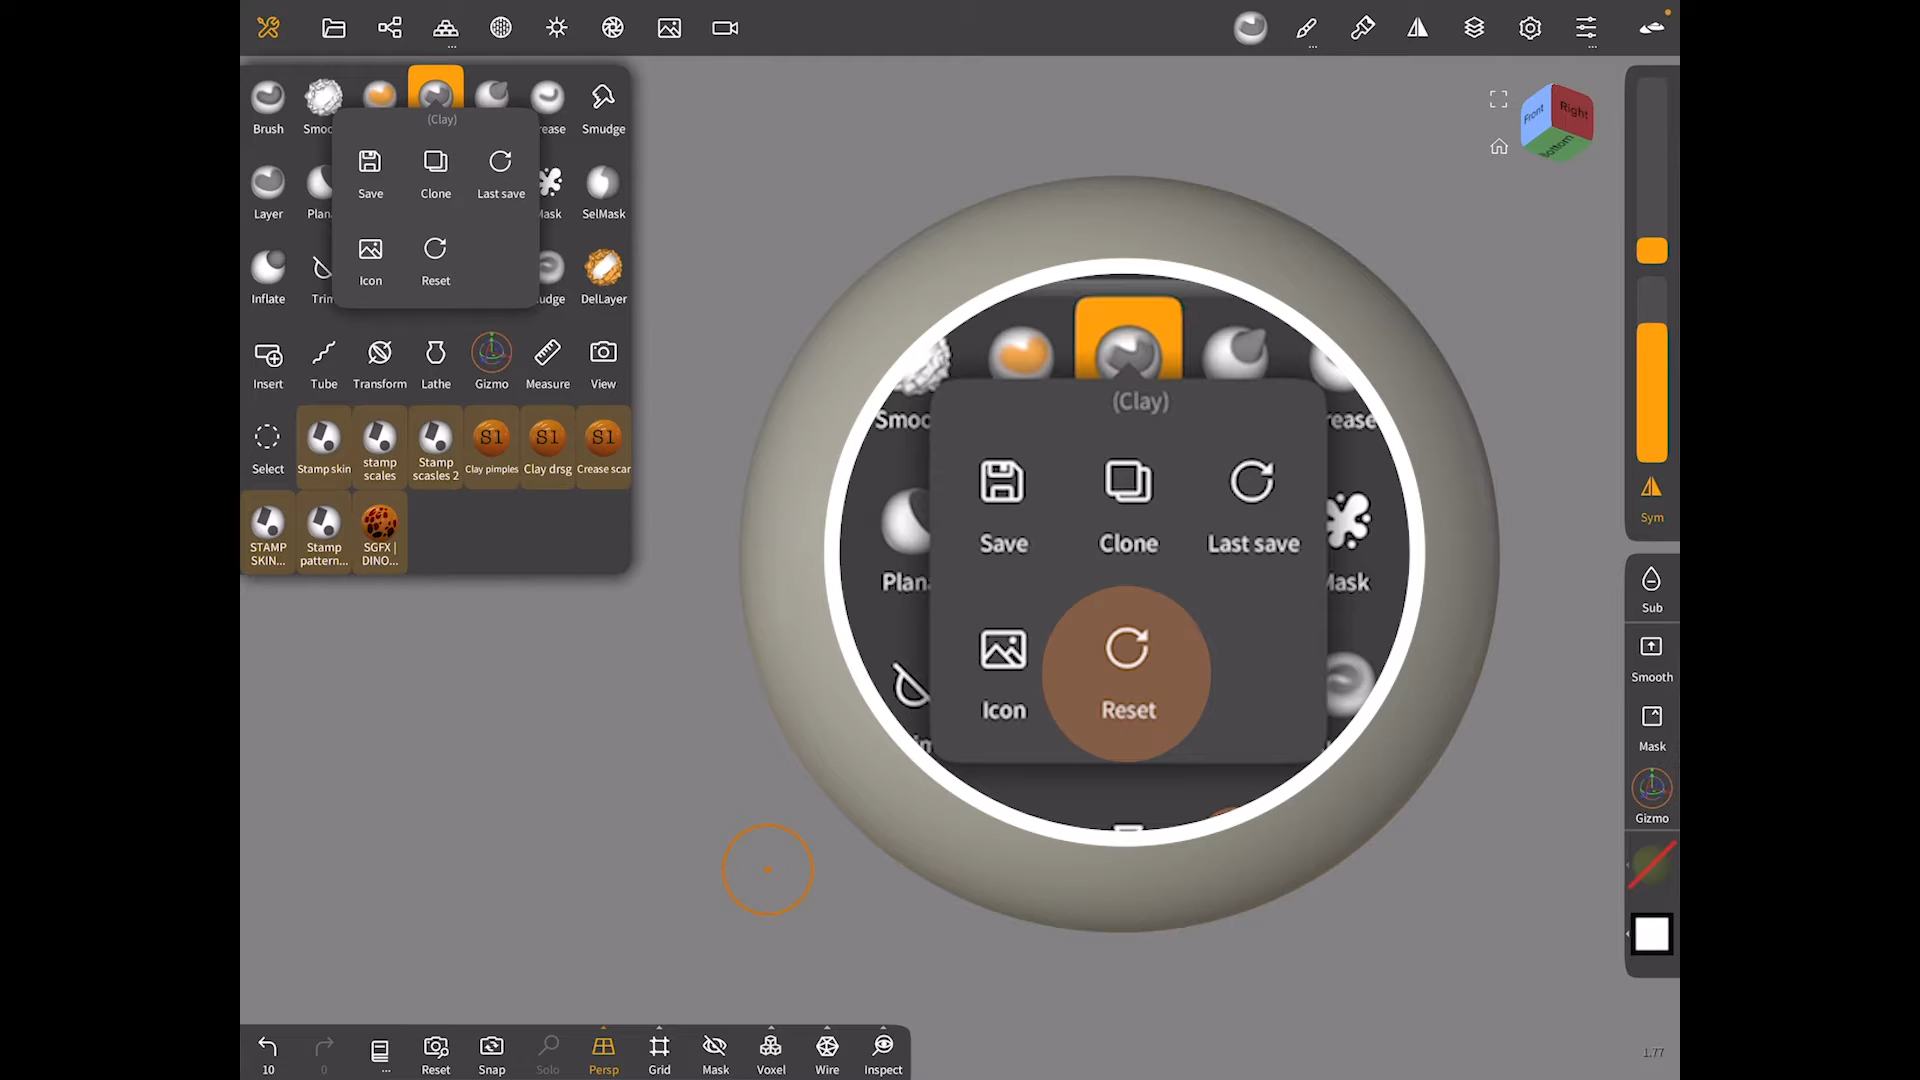 Brush
Smoo
(Clay)
rease
Smudge
Save
Clone
Last save
Layer
Plan
Mask
SelMask
Icon
Reset
Inflate
Trim
udge
DelLayer
Insert
Tube
Transform
Lathe
Gizmo
Measure
View
Select
Stamp skin
stamp
scales
Stamp
scasles 2
S1
Clay pimples
S1
Clay drsg
S1
Crease scar
STAMP
SKIN...
Stamp
pattern...
SGFX |
DINO...
Front
Right
Bottom
Smoo
(Clay)
rease
Save
Clone
Last save
Plana
Mask
Icon
Reset
Sym
Sub
Smooth
Mask
Gizmo
1.77
10
0
...
Reset
Snap
Solo
Persp
Grid
Mask
Voxel
Wire
Inspect